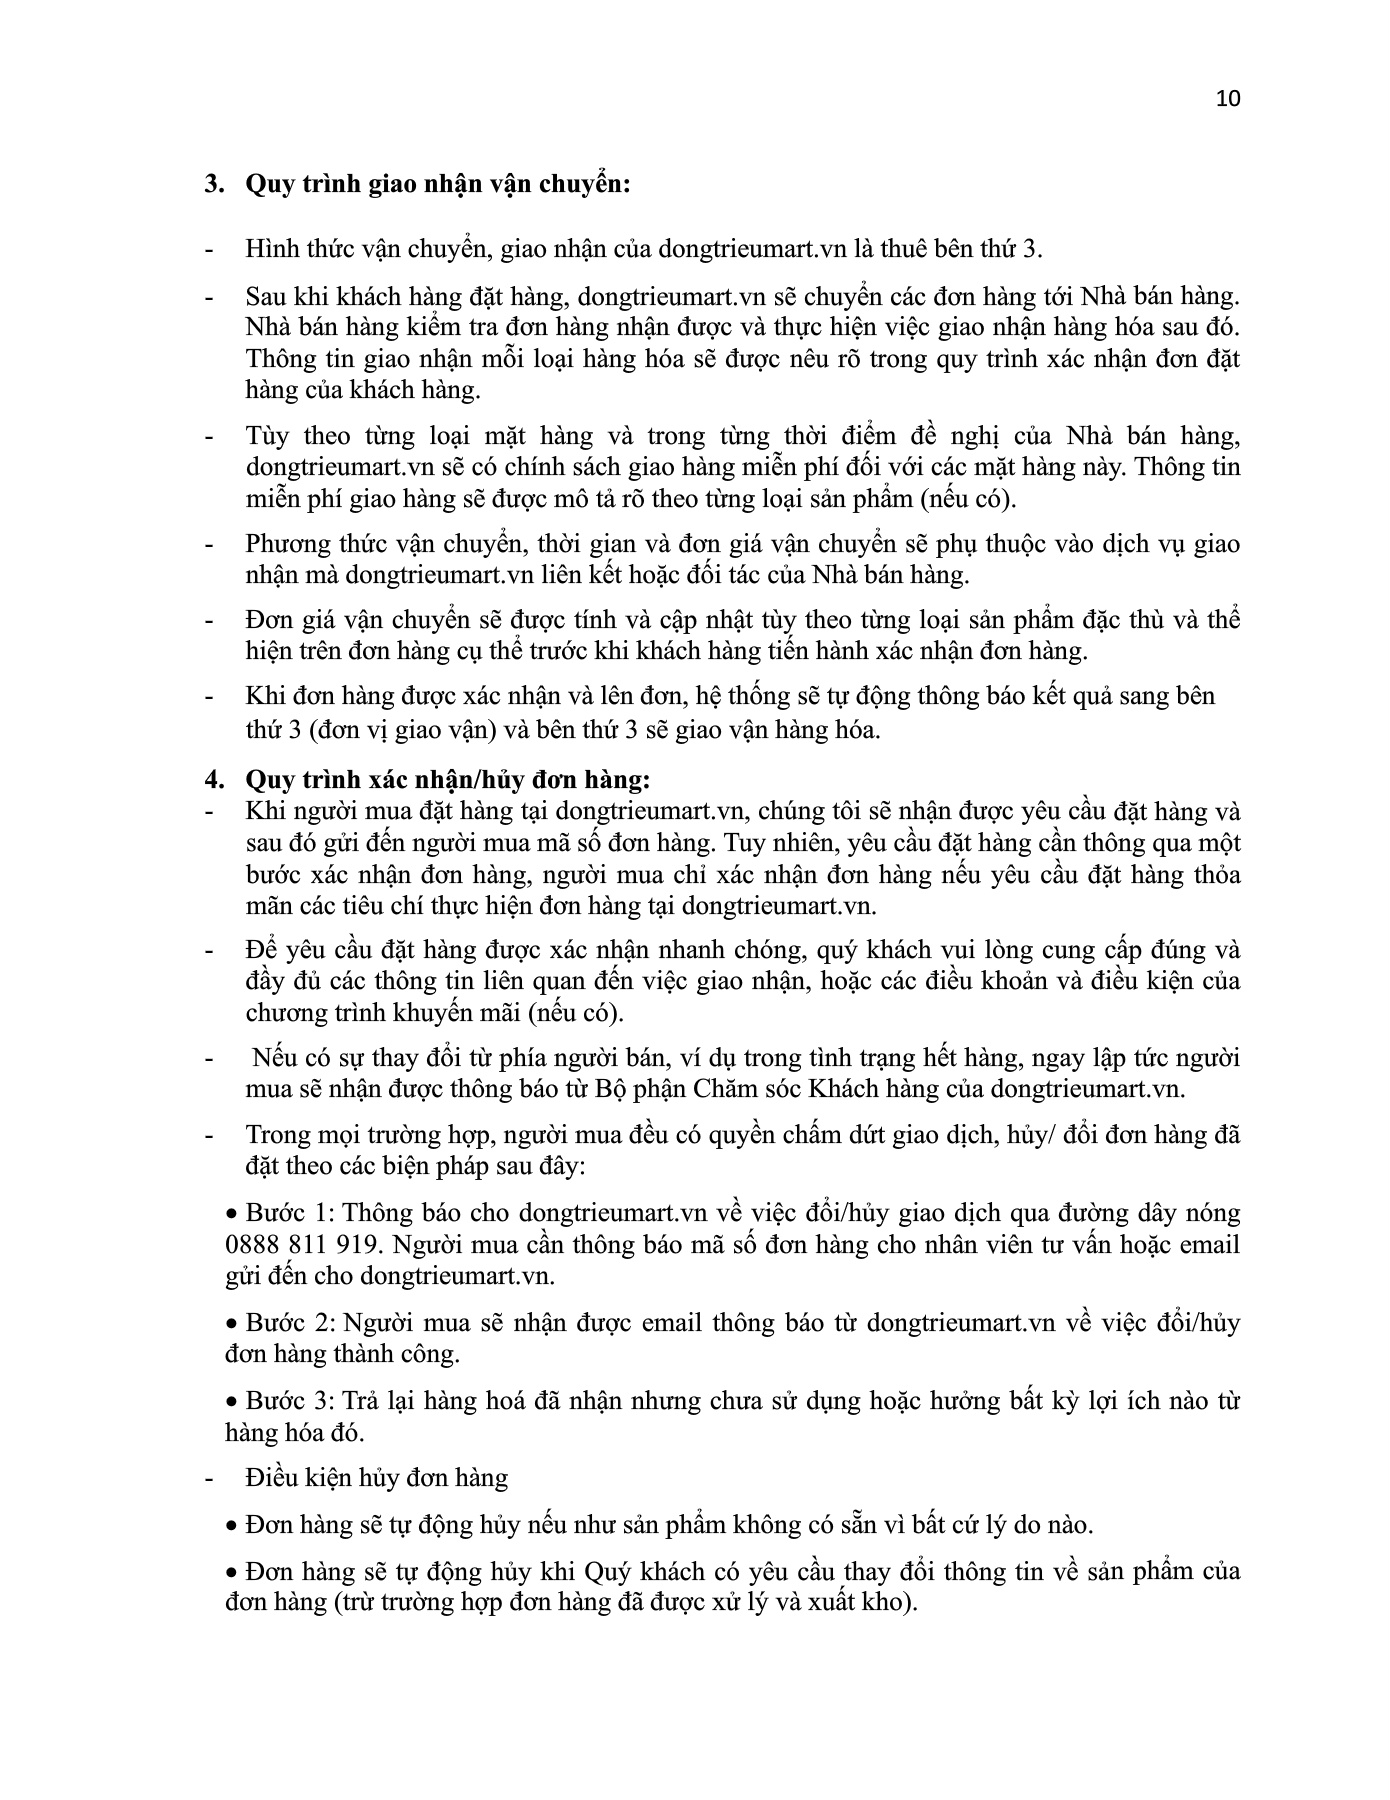 10
3. Quy trình giao nhận vận chuyển:
- Hình thức vận chuyển, giao nhận của dongtrieumart.vn là thuê bên thứ 3.
- Sau khi khách hàng đặt hàng, dongtrieumart.vn sẽ chuyển các đơn hàng tới Nhà bán hàng.
Nhà bán hàng kiểm tra đơn hàng nhận được và thực hiện việc giao nhận hàng hóa sau đó.
Thông tin giao nhận mỗi loại hàng hóa sẽ được nêu rõ trong quy trình xác nhận đơn đặt
hàng của khách hàng.
- Tùy theo từng loại mặt hàng và trong từng thời điểm đề nghị của Nhà bán hàng,
dongtrieumart.vn sẽ có chính sách giao hàng miễn phí đối với các mặt hàng này. Thông tin
miễn phí giao hàng sẽ được mô tả rõ theo từng loại sản phẩm (nếu có).
- Phương thức vận chuyển, thời gian và đơn giá vận chuyển sẽ phụ thuộc vào dịch vụ giao
nhận mà dongtrieumart.vn liên kết hoặc đối tác của Nhà bán hàng.
- Đơn giá vận chuyển sẽ được tính và cập nhật tùy theo từng loại sản phẩm đặc thù và thể
hiện trên đơn hàng cụ thể trước khi khách hàng tiến hành xác nhận đơn hàng.
- Khi đơn hàng được xác nhận và lên đơn, hệ thống sẽ tự động thông báo kết quả sang bên
thứ 3 (đơn vị giao vận) và bên thứ 3 sẽ giao vận hàng hóa.
4. Quy trình xác nhận/hủy đơn hàng:
- Khi người mua đặt hàng tại dongtrieumart.vn, chúng tôi sẽ nhận được yêu cầu đặt hàng và
sau đó gửi đến người mua mã số đơn hàng. Tuy nhiên, yêu cầu đặt hàng cần thông qua một
bước xác nhận đơn hàng, người mua chỉ xác nhận đơn hàng nếu yêu cầu đặt hàng thỏa
mãn các tiêu chí thực hiện đơn hàng tại dongtrieumart.vn.
- Để yêu cầu đặt hàng được xác nhận nhanh chóng, quý khách vui lòng cung cấp đúng và
đầy đủ các thông tin liên quan đến việc giao nhận, hoặc các điều khoản và điều kiện của
chương trình khuyến mãi (nếu có).
- Nếu có sự thay đổi từ phía người bán, ví dụ trong tình trạng hết hàng, ngay lập tức người
mua sẽ nhận được thông báo từ Bộ phận Chăm sóc Khách hàng của dongtrieumart.vn.
- Trong mọi trường hợp, người mua đều có quyền chấm dứt giao dịch, hủy/ đổi đơn hàng đã
đặt theo các biện pháp sau đây:
• Bước 1: Thông báo cho dongtrieumart.vn về việc đổi/hủy giao dịch qua đường dây nóng
0888 811 919. Người mua cần thông báo mã số đơn hàng cho nhân viên tư vấn hoặc email
gửi đến cho dongtrieumart.vn.
• Bước 2: Người mua sẽ nhận được email thông báo từ dongtrieumart.vn về việc đổi/hủy
đơn hàng thành công.
• Bước 3: Trả lại hàng hoá đã nhận nhưng chưa sử dụng hoặc hưởng bất kỳ lợi ích nào từ
hàng hóa đó.
- Điều kiện hủy đơn hàng
• Đơn hàng sẽ tự động hủy nếu như sản phẩm không có sẵn vì bất cứ lý do nào.
• Đơn hàng sẽ tự động hủy khi Quý khách có yêu cầu thay đổi thông tin về sản phẩm của
đơn hàng (trừ trường hợp đơn hàng đã được xử lý và xuất kho).